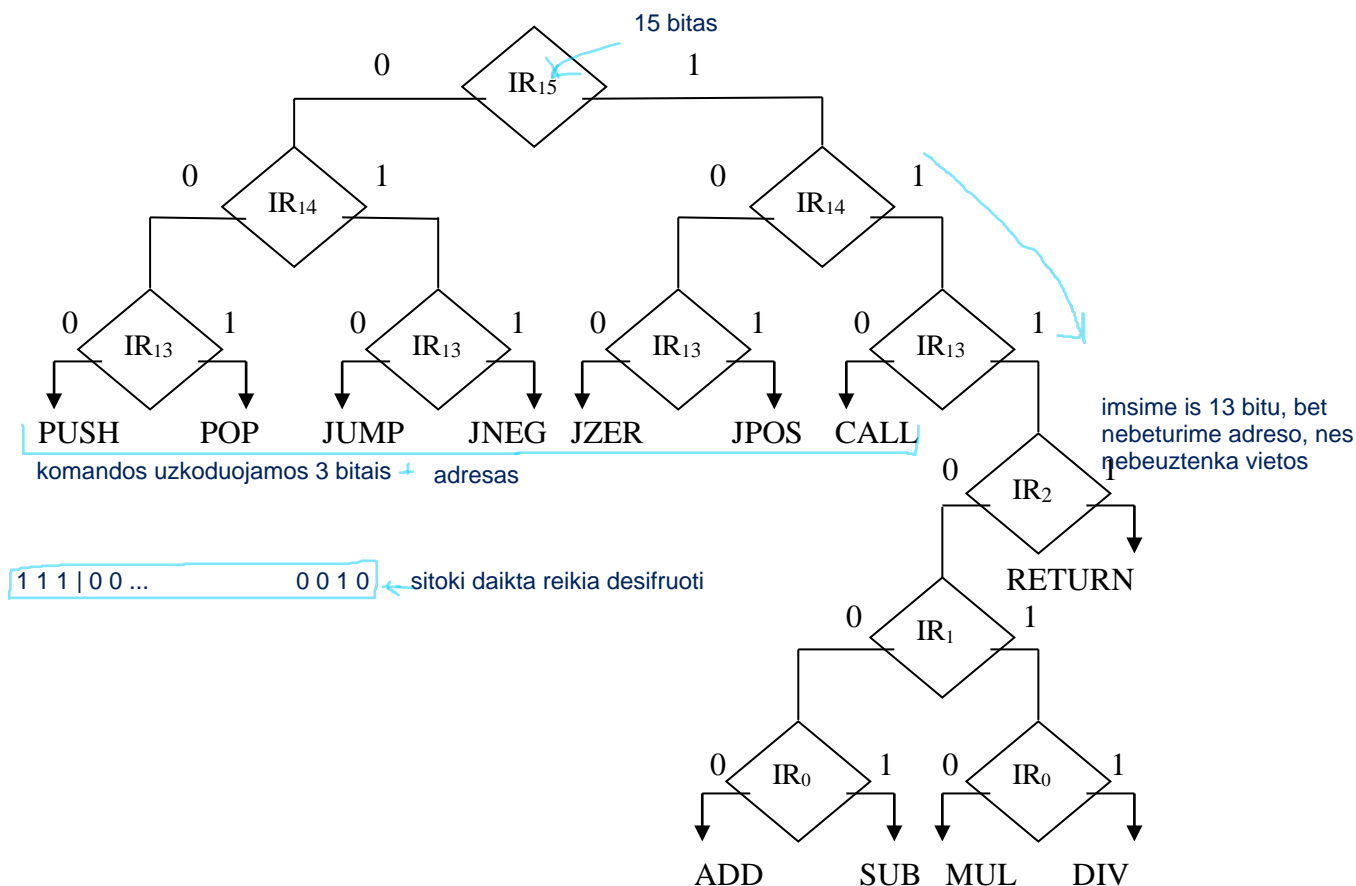 15 bitas
0 1
IR15
0 1 0 1
IR14 IR14
0 1 0 1 0 1 0 1
IR13 IR13 IR13 IR13
PUSH POP JUMP JNEG JZER JPOS CALL
komandos uzkoduojamos 3 bitais + adresas
imsime is 13 bitu, bet
nebeturime adreso, nes
nebeuztenka vietos
0 1
IR2
RETURN
1 1 1 | 0 0 ... 0 0 1 0 sitoki daikta reikia desifruoti
0 1
IR1
0 1 0 1
IR0 IR0
ADD SUB MUL DIV